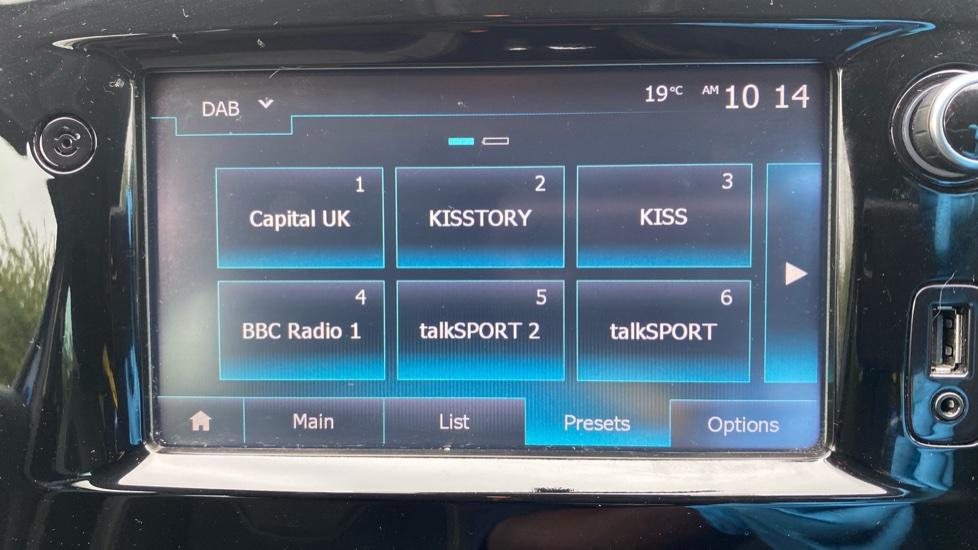 DAB
19°C AM 10 14
1 2 3
Capital UK KISSTORY KISS
4 5 6
BBC Radio 1 talkSPORT 2 talkSPORT
Main List Presets Options